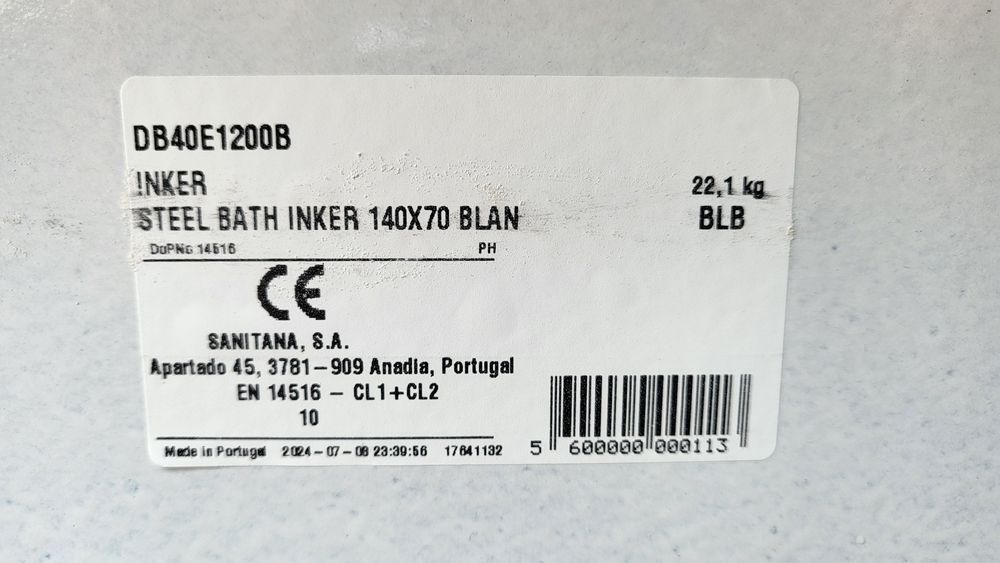 DB40E1200B
INKER 22,1 kg
STEEL BATH INKER 140X70 BLAN BLB
DoPNo 14516 PH
CE
SANITANA, S.A.
Apartado 45, 3781-909 Anadia, Portugal
EN 14516 - CL1+CL2
10
Made in Portugal 2024-07-08 23:39:56 17641132
5 600000 000113